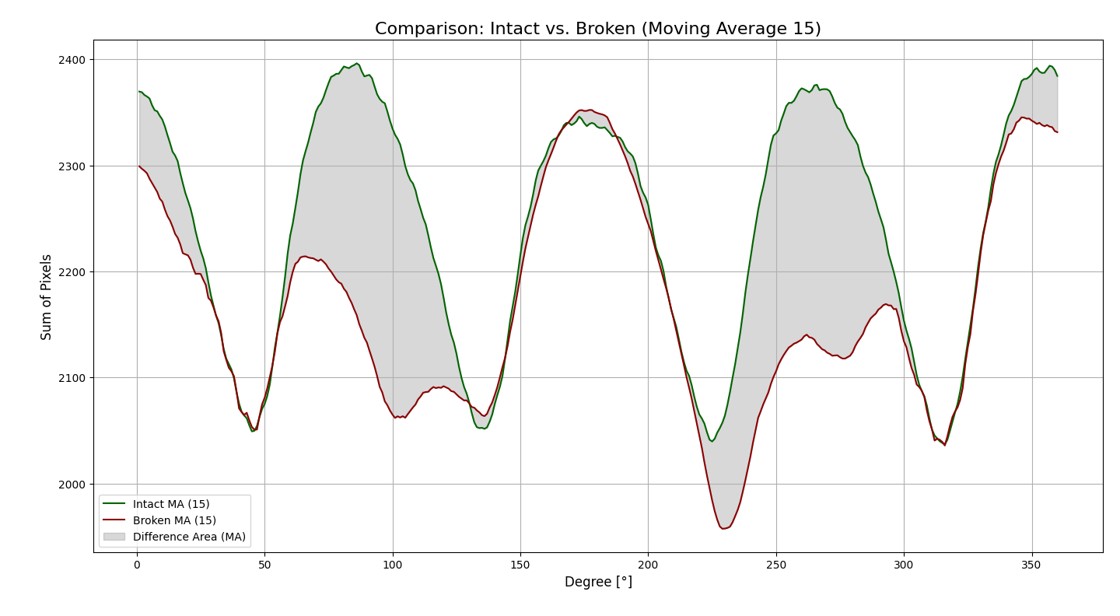 Comparison: Intact vs. Broken (Moving Average 15)
Sum of Pixels
2400
2300
2200
2100
2000
Intact MA (15)
Broken MA (15)
Difference Area (MA)
0 50 100 150 200 250 300 350
Degree [°]